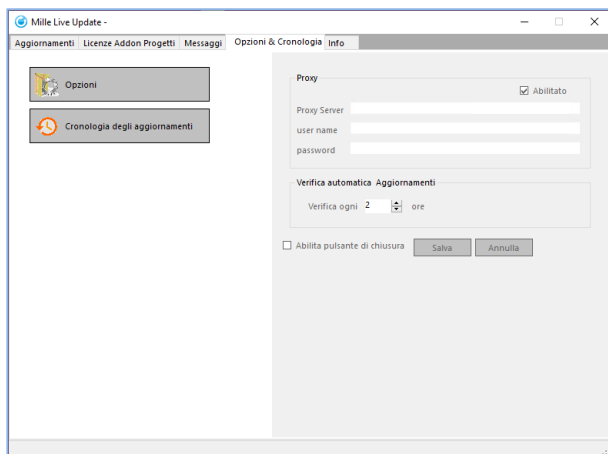 Mille Live Update -
Aggiornamenti Licenze Addon Progetti Messaggi Opzioni & Cronologia Info
Opzioni
Cronologia degli aggiornamenti
Proxy
Abilitato
Proxy Server
user name
password
Verifica automatica Aggiornamenti
Verifica ogni 2 ore
Abilita pulsante di chiusura Salva Annulla